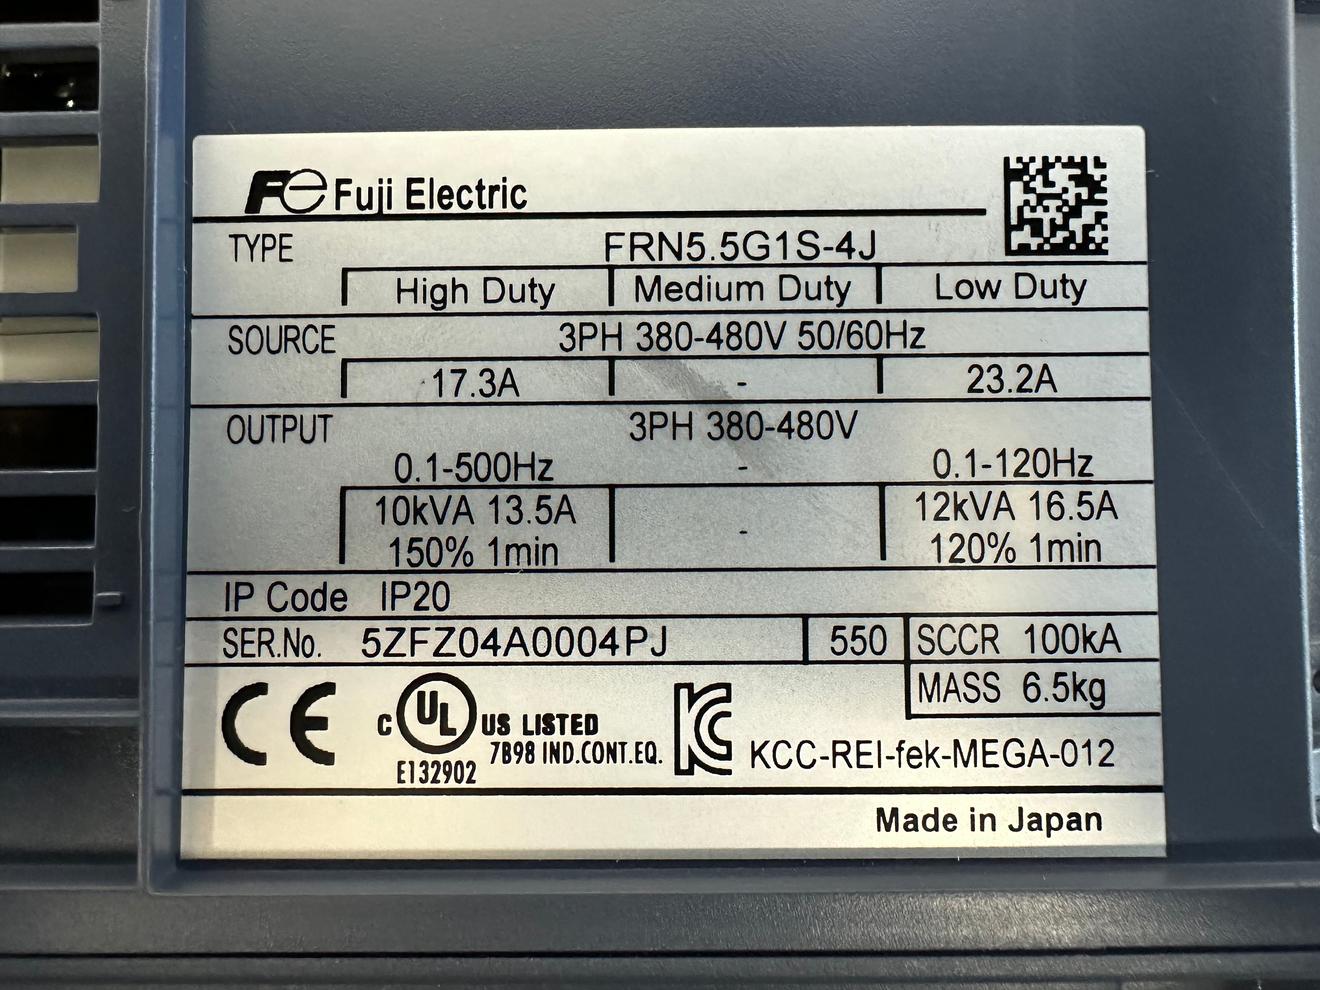 Fe Fuji Electric
TYPE FRN5.5G1S-4J
High Duty Medium Duty Low Duty
SOURCE 3PH 380-480V 50/60Hz
17.3A - 23.2A
OUTPUT 3PH 380-480V
0.1-500Hz - 0.1-120Hz
10kVA 13.5A - 12kVA 16.5A
150% 1min 120% 1min
IP Code IP20
SER.No. 5ZFZ04A0004PJ 550 SCCR 100kA
MASS 6.5kg
CE C UL US LISTED
7B98 IND.CONT.EQ.
E132902
KC KCC-REI-fek-MEGA-012
Made in Japan